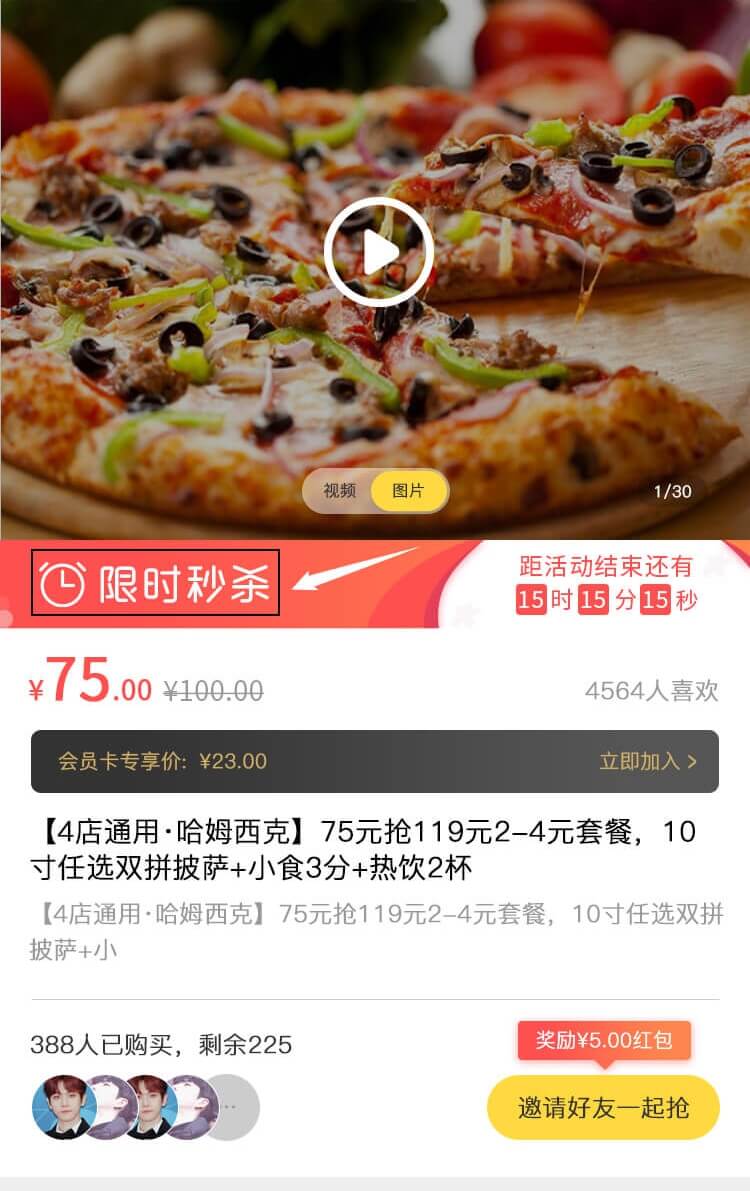 视频 图片
1/30
限时秒杀
距活动结束还有
15时15分15秒
¥75.00 ¥100.00
4564人喜欢
会员卡专享价: ¥23.00
立即加入 >
【4店通用·哈姆西克】75元抢119元2-4元套餐，10
寸任选双拼披萨+小食3分+热饮2杯
【4店通用·哈姆西克】75元抢119元2-4元套餐，10寸任选双拼
披萨+小
388人已购买，剩余225
奖励¥5.00红包
邀请好友一起抢